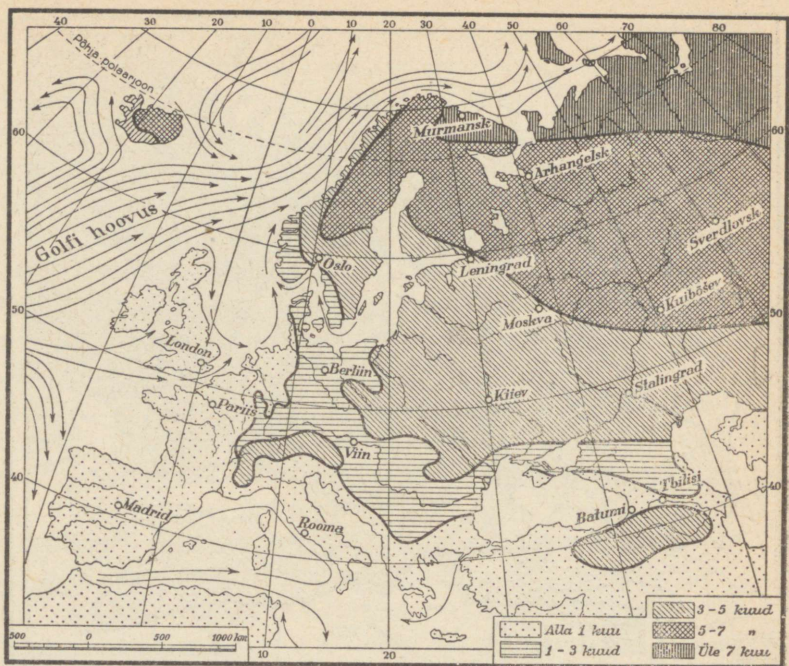 40 30 20 10 0 10 20 30 40 50 60 70 80
Põhja polaarjoon
60
60
Murmansk
Arhangelsk
Golfi hoovus
Sverdlovsk
Oslo
Leningrad
50
50
Kuibõšev
Moskva
London
Berliin
Stalingrad
Pariis
Kiiev
Viin
40
40
Tbilisi
Madrid
Rooma
Batumi
500 0 500 1000 km
10 20
Alla 1 kuu
1 - 3 kuud
3 - 5 kuud
5 - 7 "
Üle 7 kuu